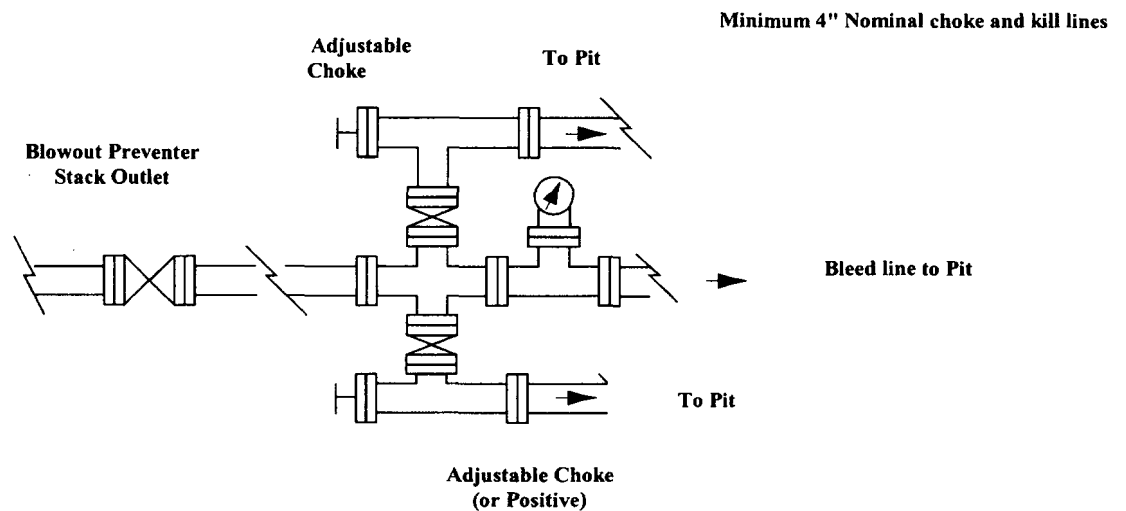 Minimum 4" Nominal choke and kill lines
Adjustable
Choke
To Pit
Blowout Preventer
Stack Outlet
Bleed line to Pit
To Pit
Adjustable Choke
(or Positive)